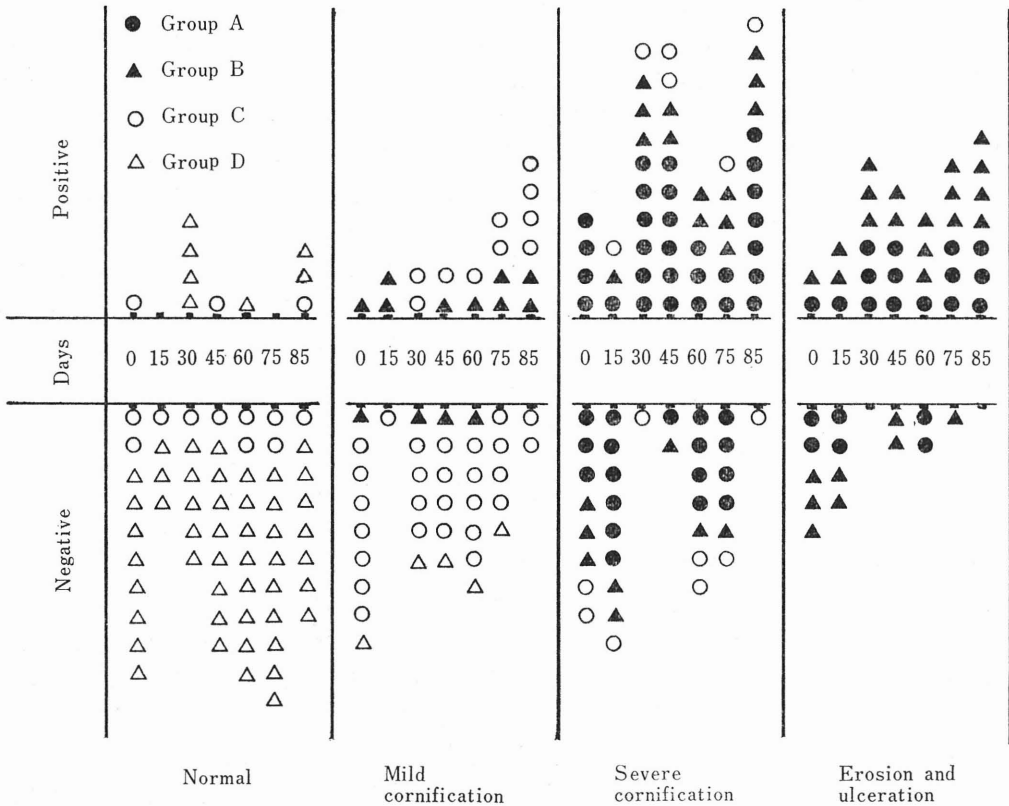 Group A
Group B
Group C
Group D
Positive
Days
0 15 30 45 60 75 85
0 15 30 45 60 75 85
0 15 30 45 60 75 85
0 15 30 45 60 75 85
Negative
Normal
Mild
cornification
Severe
cornification
Erosion and
ulceration